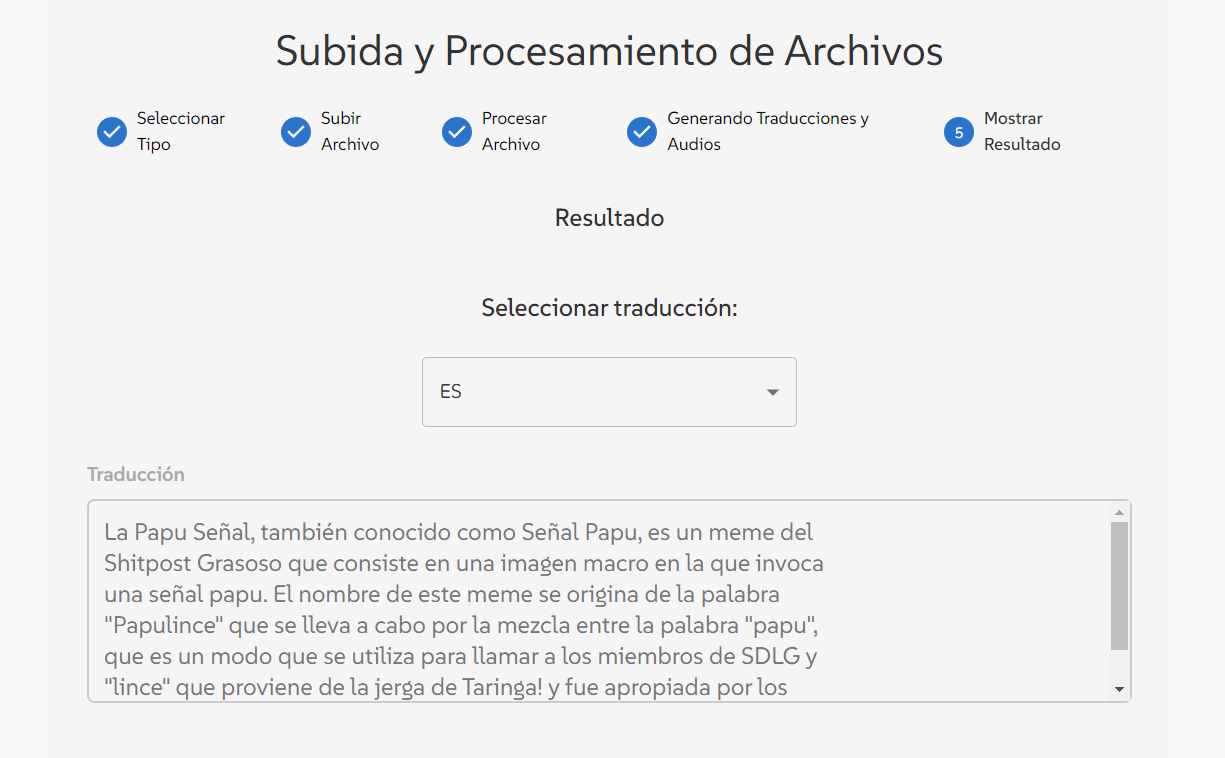 Subida y Procesamiento de Archivos
Seleccionar
Tipo
Subir
Archivo
Procesar
Archivo
Generando Traducciones y
Audios
5
Mostrar
Resultado
Resultado
Seleccionar traducción:
ES
Traducción
La Papu Señal, también conocido como Señal Papu, es un meme del
Shitpost Grasoso que consiste en una imagen macro en la que invoca
una señal papu. El nombre de este meme se origina de la palabra
"Papulince" que se lleva a cabo por la mezcla entre la palabra "papu",
que es un modo que se utiliza para llamar a los miembros de SDLG y
"lince" que proviene de la jerga de Taringa! y fue apropiada por los